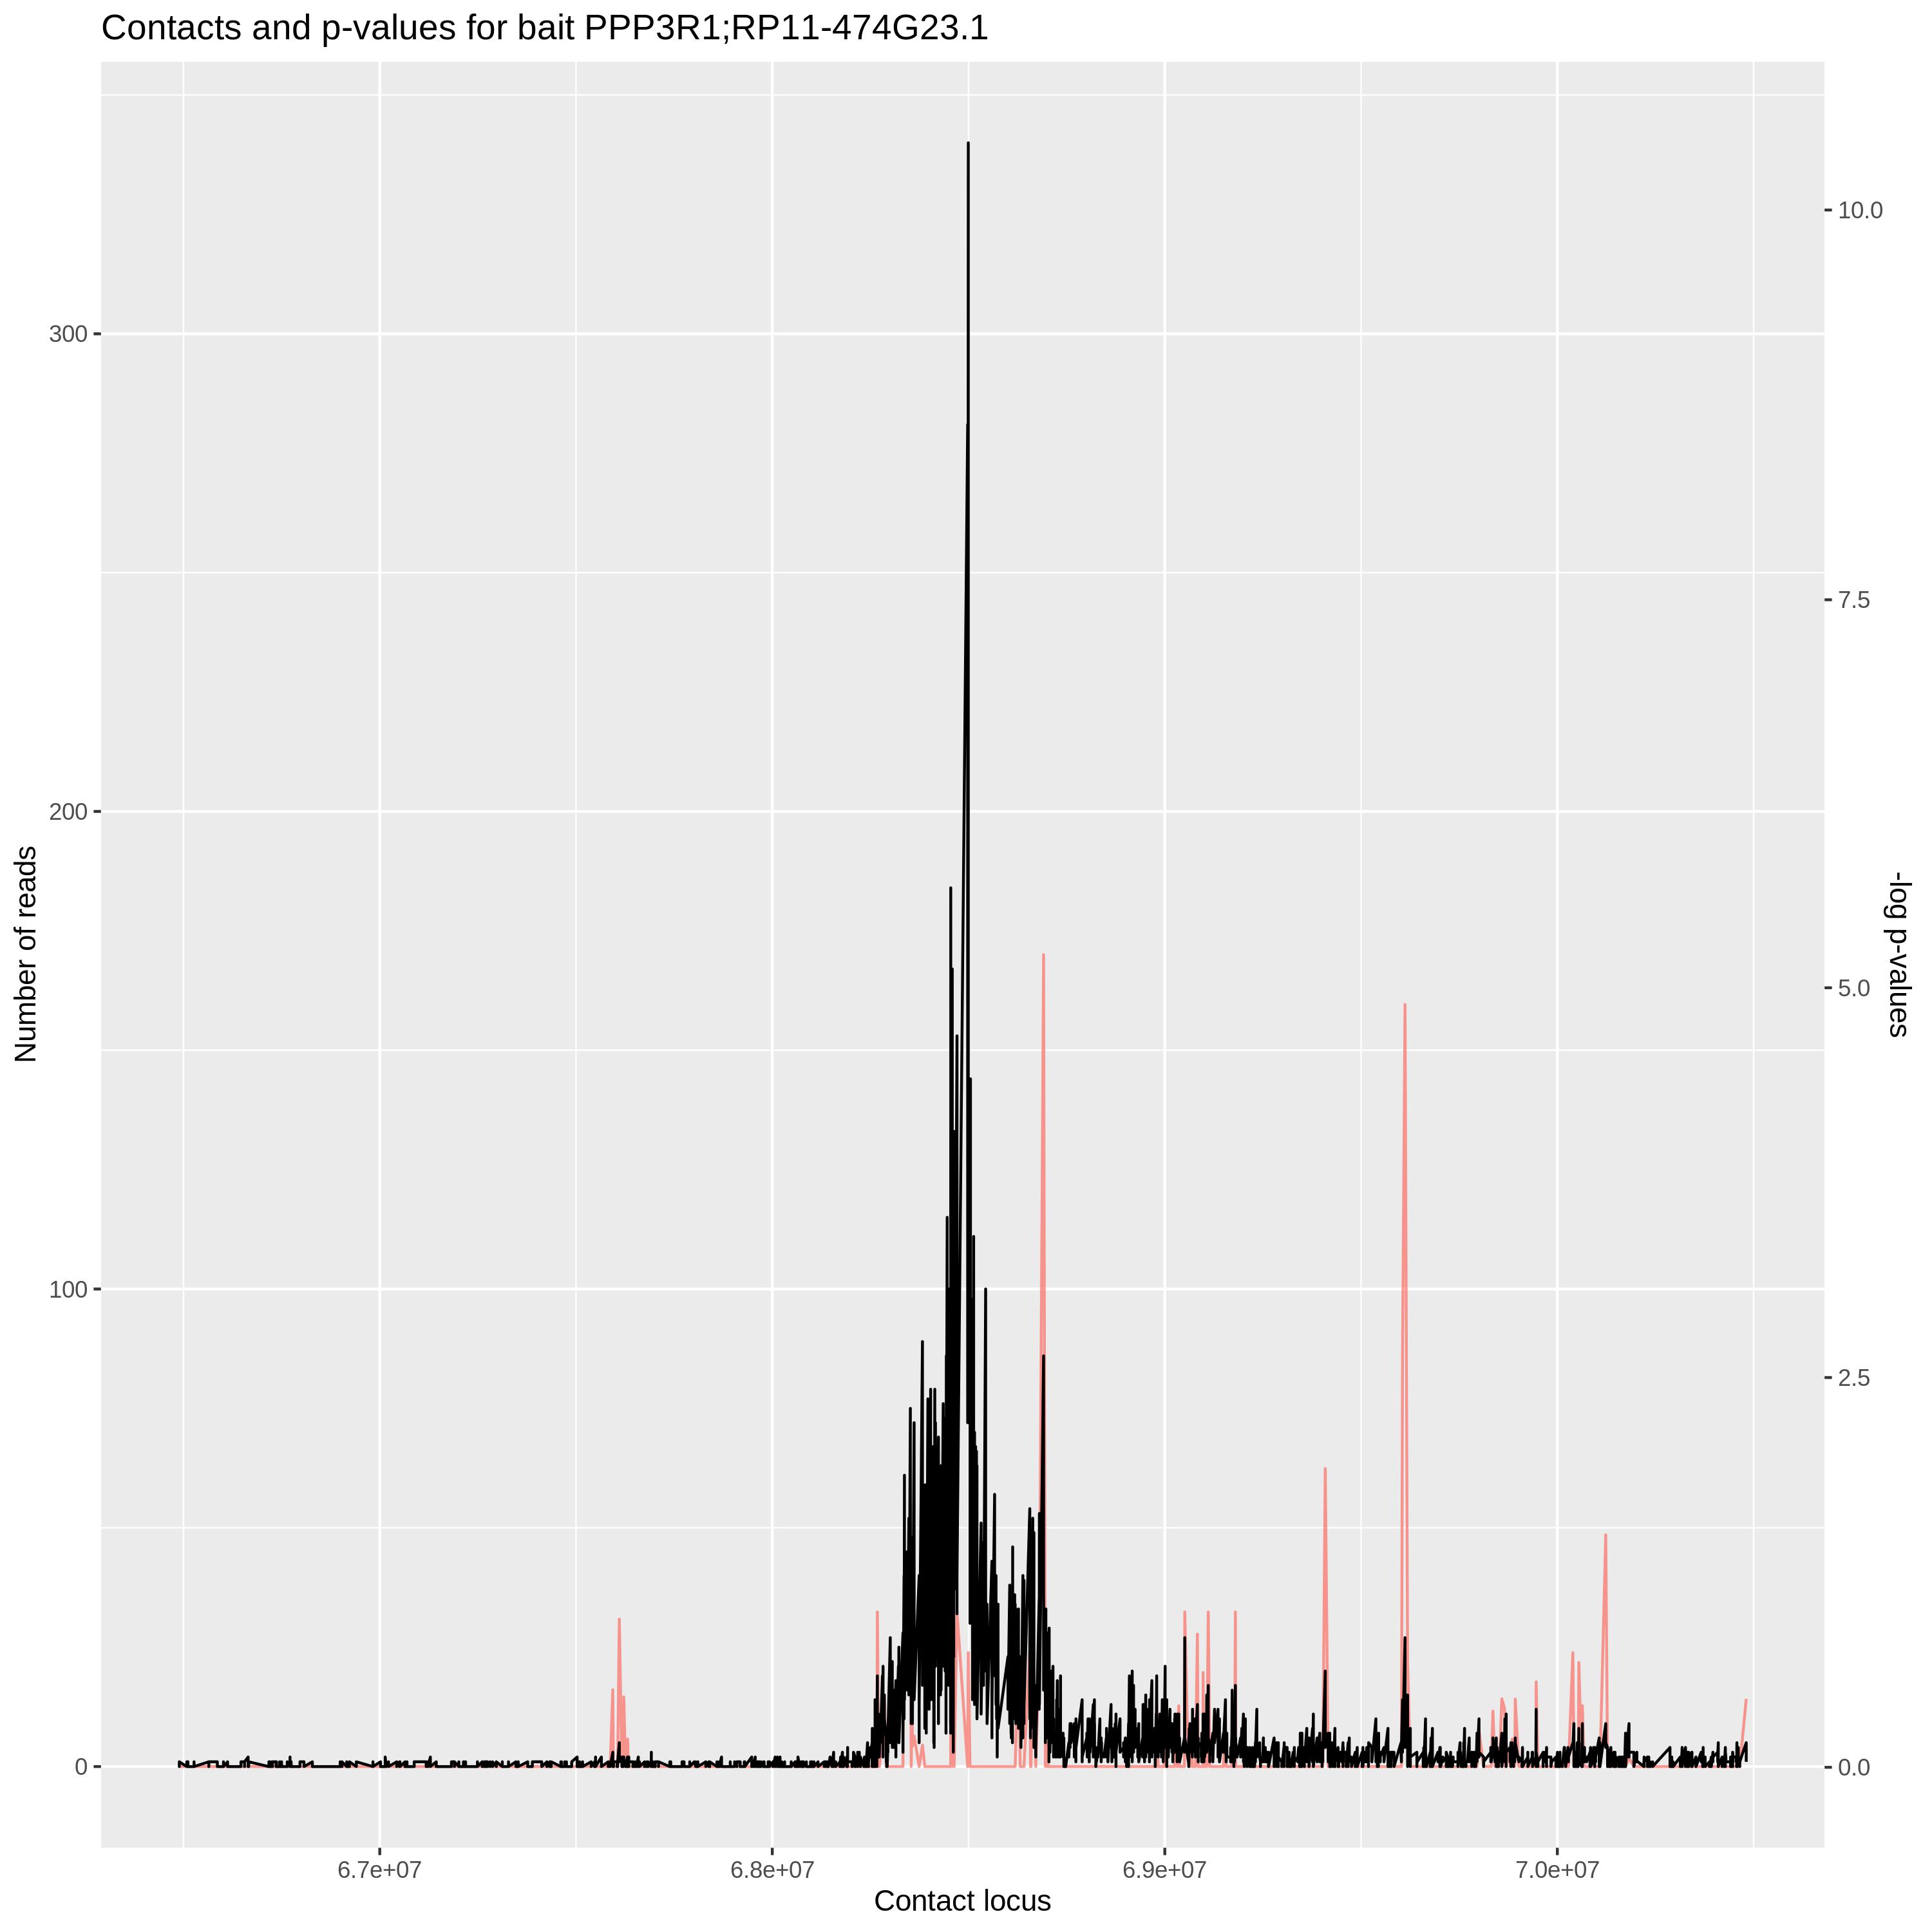 Contacts and p-values for bait PPP3R1;RP11-474G23.1
300
200
100
0
Number of reads
10.0
7.5
5.0
2.5
0.0
-log p-values
6.7e+07
6.8e+07
6.9e+07
7.0e+07
Contact locus